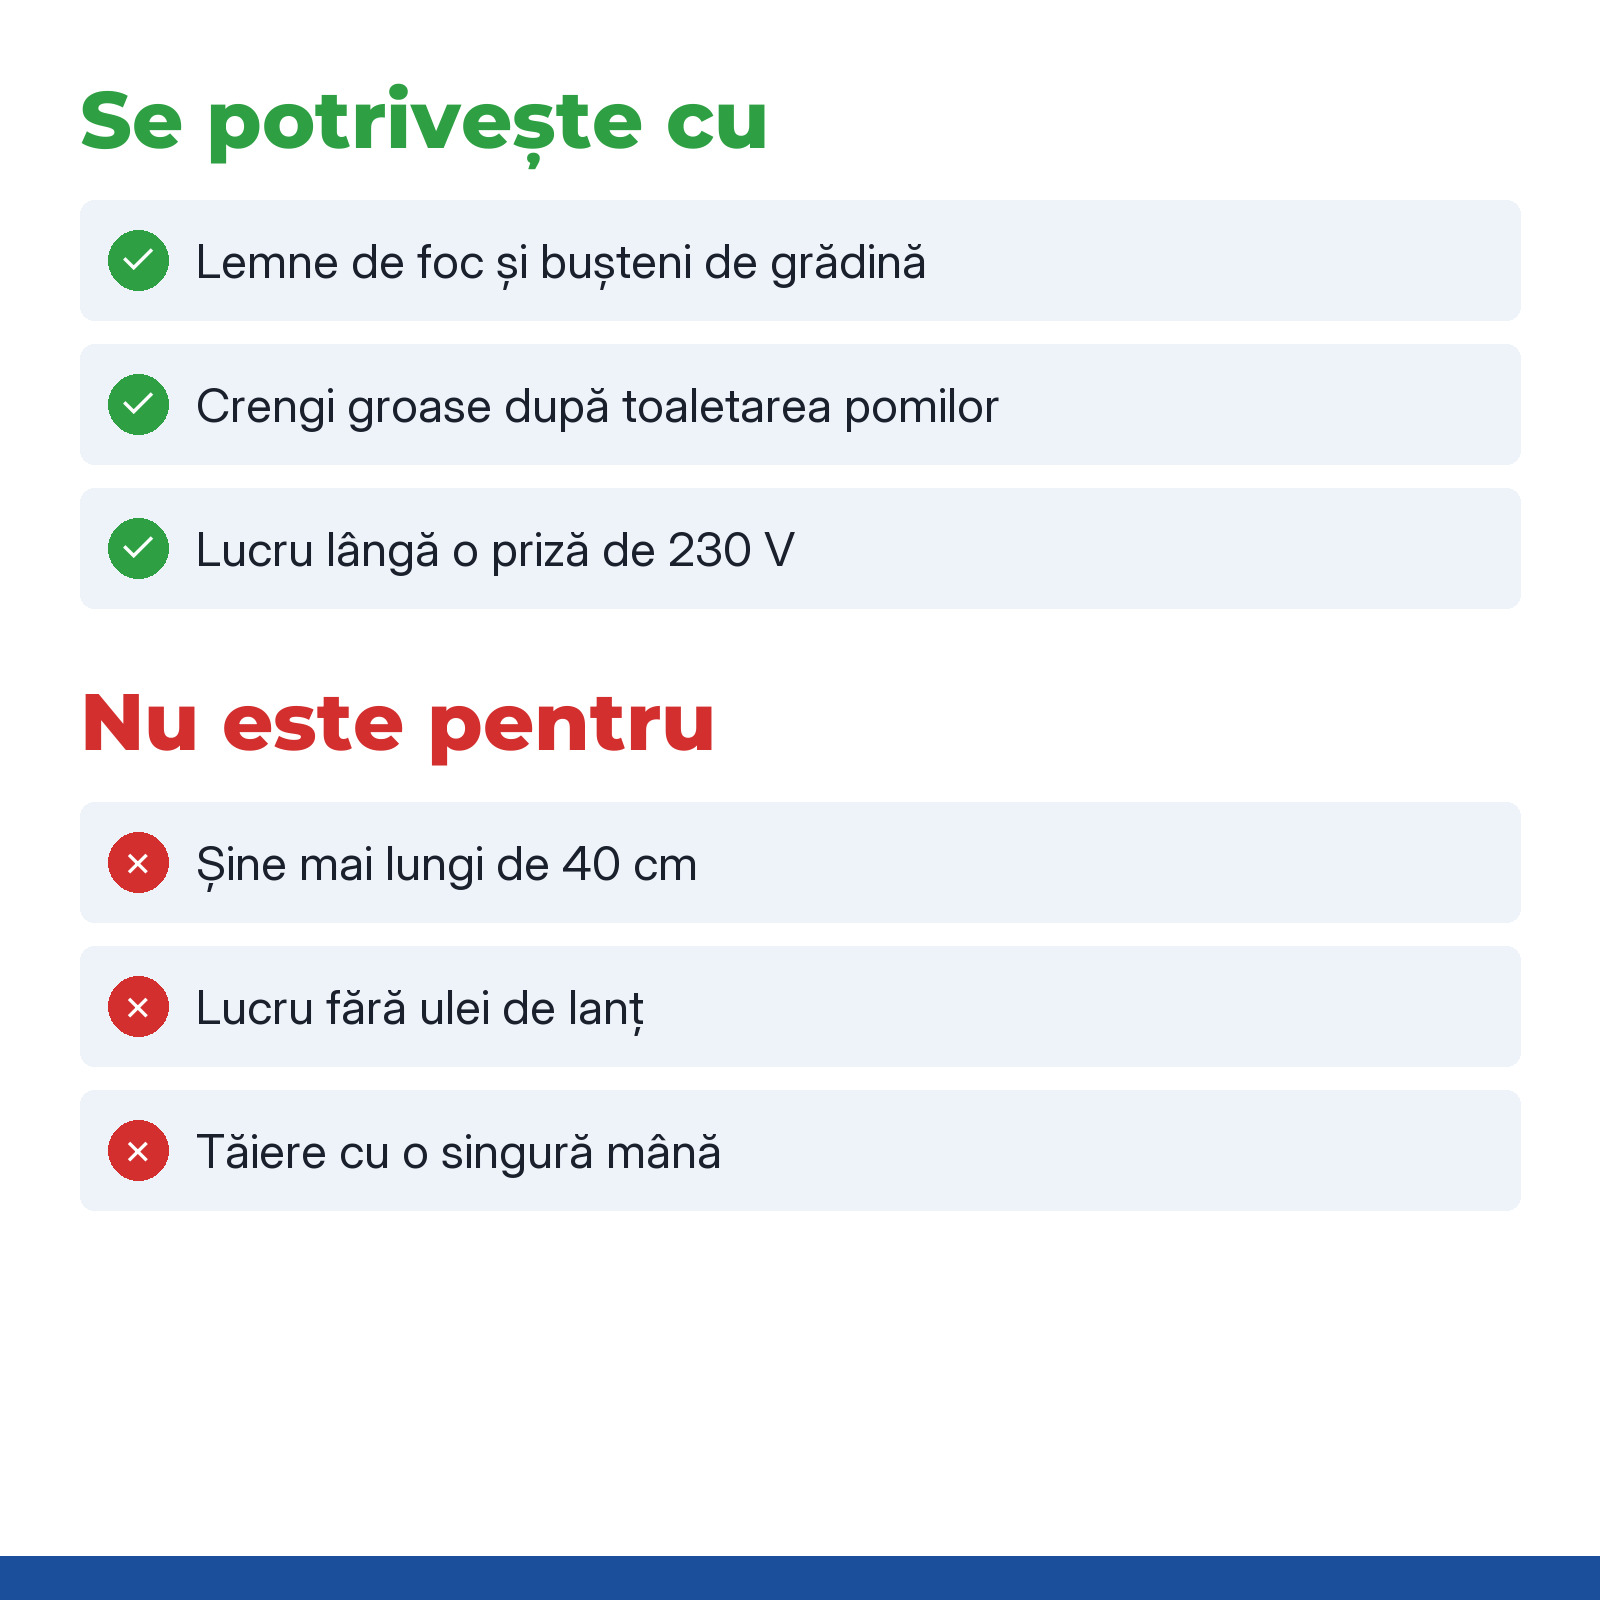 Se potrivește cu
Lemne de foc și bușteni de grădină
Crengi groase după toaletarea pomilor
Lucru lângă o priză de 230 V
Nu este pentru
Șine mai lungi de 40 cm
Lucru fără ulei de lanț
Tăiere cu o singură mână